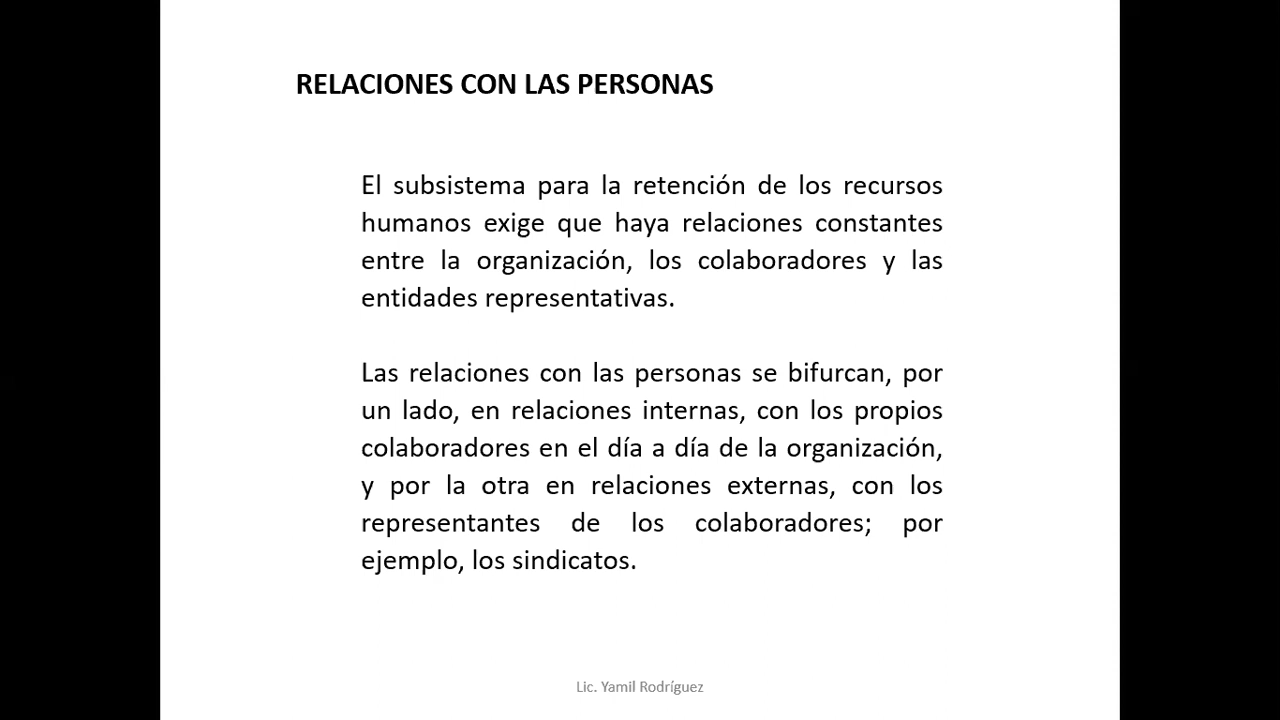 RELACIONES CON LAS PERSONAS
El subsistema para la retención de los recursos
humanos exige que haya relaciones constantes
entre la organización, los colaboradores y las
entidades representativas.
Las relaciones con las personas se bifurcan, por
un lado, en relaciones internas, con los propios
colaboradores en el día a día de la organización,
y por la otra en relaciones externas, con los
representantes de los colaboradores; por
ejemplo, los sindicatos.
Lic. Yamil Rodríguez